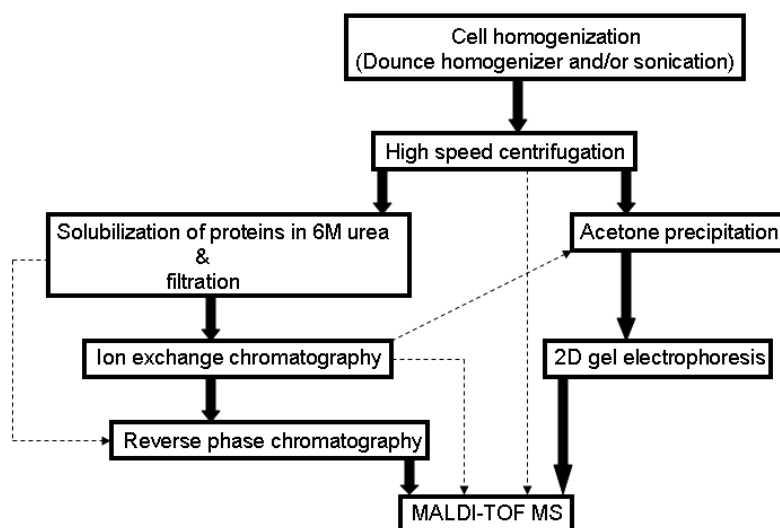 Cell homogenization
(Dounce homogenizer and/or sonication)
High speed centrifugation
Solubilization of proteins in 6M urea
&
filtration
Acetone precipitation
Ion exchange chromatography
2D gel electrophoresis
Reverse phase chromatography
MALDI-TOF MS